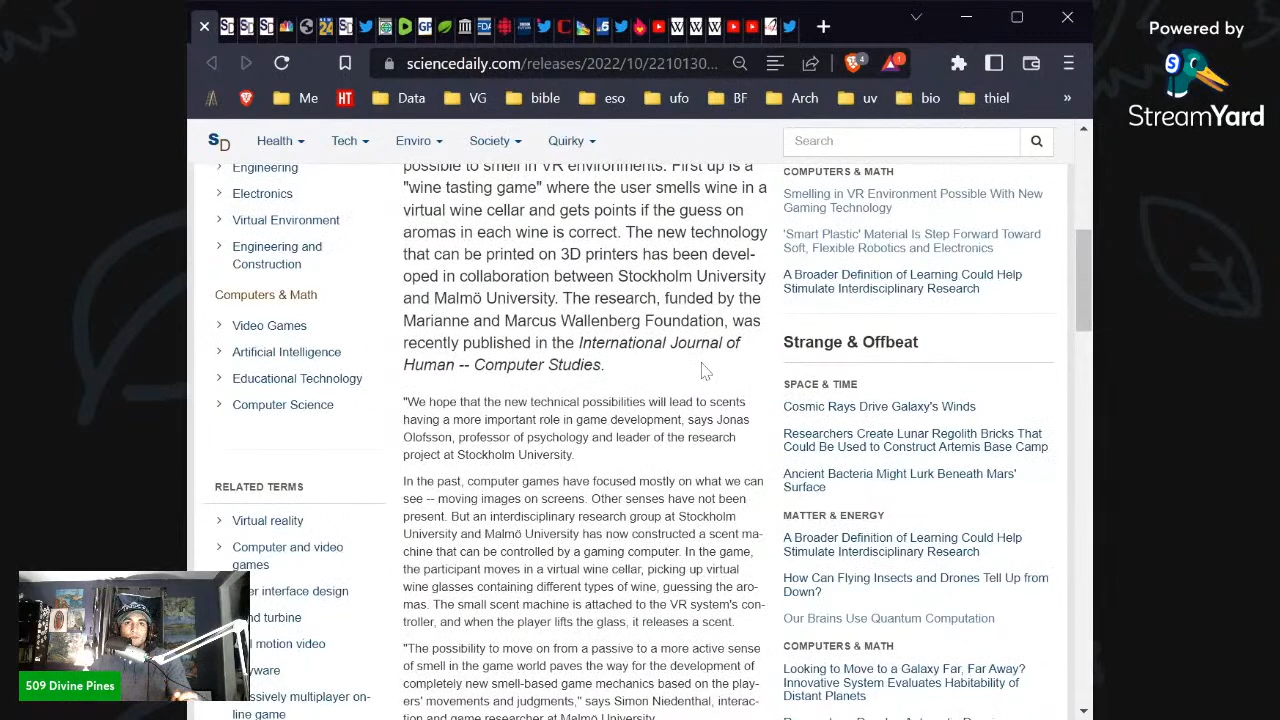 Powered by
S
StreamYard
sciencedaily.com/releases/2022/10/2210130...
4
1
Me
HT
Data
VG
bible
eso
ufo
BF
Arch
uv
bio
thiel
»
SD
Health
Tech
Enviro
Society
Quirky
Search
Engineering
Electronics
Virtual Environment
Engineering and
Construction
Computers & Math
Video Games
Artificial Intelligence
Educational Technology
Computer Science
RELATED TERMS
Virtual reality
Computer and video
games
er interface design
nd turbine
l motion video
yware
ssively multiplayer on-
line game
possible to smell in VR environments. First up is a
"wine tasting game" where the user smells wine in a
virtual wine cellar and gets points if the guess on
aromas in each wine is correct. The new technology
that can be printed on 3D printers has been devel-
oped in collaboration between Stockholm University
and Malmö University. The research, funded by the
Marianne and Marcus Wallenberg Foundation, was
recently published in the International Journal of
Human -- Computer Studies.
"We hope that the new technical possibilities will lead to scents
having a more important role in game development, says Jonas
Olofsson, professor of psychology and leader of the research
project at Stockholm University.
In the past, computer games have focused mostly on what we can
see -- moving images on screens. Other senses have not been
present. But an interdisciplinary research group at Stockholm
University and Malmö University has now constructed a scent ma-
chine that can be controlled by a gaming computer. In the game,
the participant moves in a virtual wine cellar, picking up virtual
wine glasses containing different types of wine, guessing the aro-
mas. The small scent machine is attached to the VR system's con-
troller, and when the player lifts the glass, it releases a scent.
"The possibility to move on from a passive to a more active sense
of smell in the game world paves the way for the development of
completely new smell-based game mechanics based on the play-
ers' movements and judgments," says Simon Niedenthal, interac-
tion and game researcher at Malmö University.
COMPUTERS & MATH
Smelling in VR Environment Possible With New
Gaming Technology
'Smart Plastic' Material Is Step Forward Toward
Soft, Flexible Robotics and Electronics
A Broader Definition of Learning Could Help
Stimulate Interdisciplinary Research
Strange & Offbeat
SPACE & TIME
Cosmic Rays Drive Galaxy's Winds
Researchers Create Lunar Regolith Bricks That
Could Be Used to Construct Artemis Base Camp
Ancient Bacteria Might Lurk Beneath Mars'
Surface
MATTER & ENERGY
A Broader Definition of Learning Could Help
Stimulate Interdisciplinary Research
How Can Flying Insects and Drones Tell Up from
Down?
Our Brains Use Quantum Computation
COMPUTERS & MATH
Looking to Move to a Galaxy Far, Far Away?
Innovative System Evaluates Habitability of
Distant Planets
509 Divine Pines